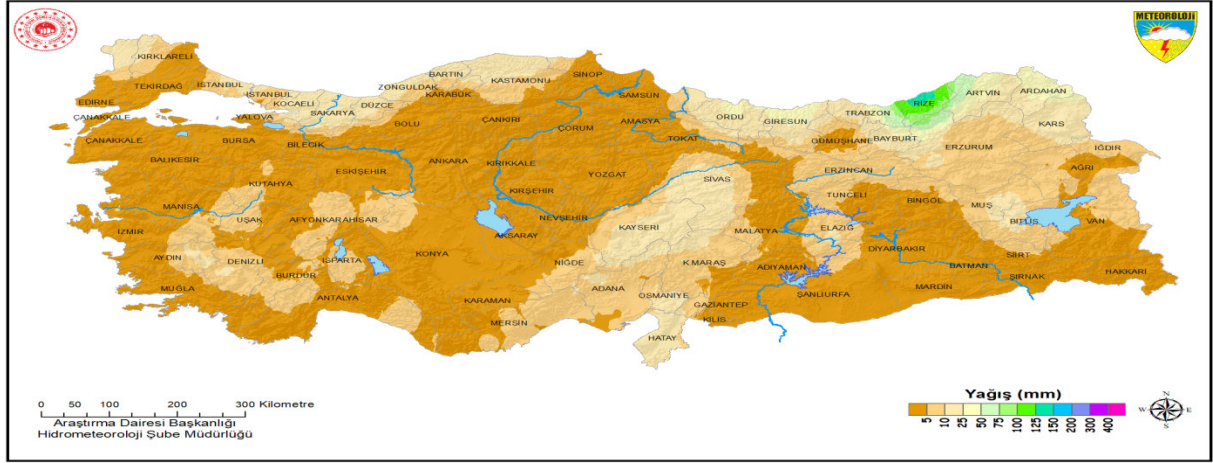 METEOROLOJİ
KIRKLARELİ
TEKİRDAĞ
İSTANBUL
İSTANBUL
EDİRNE
KOCAELİ
SAKARYA
DÜZCE
ZONGULDAK
BARTIN
KARABÜK
KASTAMONU
SİNOP
SAMSUN
ORDU
GİRESUN
TRABZON
RİZE
ARTVİN
ARDAHAN
KARS
ÇANAKKALE
ÇANAKKALE
YALOVA
BURSA
BİLECİK
BOLU
ÇANKIRI
ÇORUM
AMASYA
TOKAT
GÜMÜŞHANE
BAYBURT
ERZURUM
IĞDIR
AĞRI
BALIKESİR
KÜTAHYA
ESKİŞEHİR
ANKARA
KIRIKKALE
YOZGAT
SİVAS
ERZİNCAN
TUNCELİ
BİNGÖL
MUŞ
BİTLİS
VAN
MANİSA
UŞAK
AFYONKARAHİSAR
KIRŞEHİR
NEVŞEHİR
AKSARAY
KAYSERİ
MALATYA
ELAZIĞ
DİYARBAKIR
BATMAN
SİİRT
ŞIRNAK
HAKKARİ
İZMİR
AYDIN
DENİZLİ
BURDUR
ISPARTA
KONYA
NİĞDE
K.MARAŞ
ADIYAMAN
ŞANLIURFA
MARDİN
MUĞLA
ANTALYA
KARAMAN
MERSİN
ADANA
OSMANİYE
GAZİANTEP
KİLİS
HATAY
0 50 100 200 300 Kilometre
Araştırma Dairesi Başkanlığı
Hidrometeoroloji Şube Müdürlüğü
Yağış (mm)
5 10 25 50 75 100 125 150 200 300 400
N
W E
S